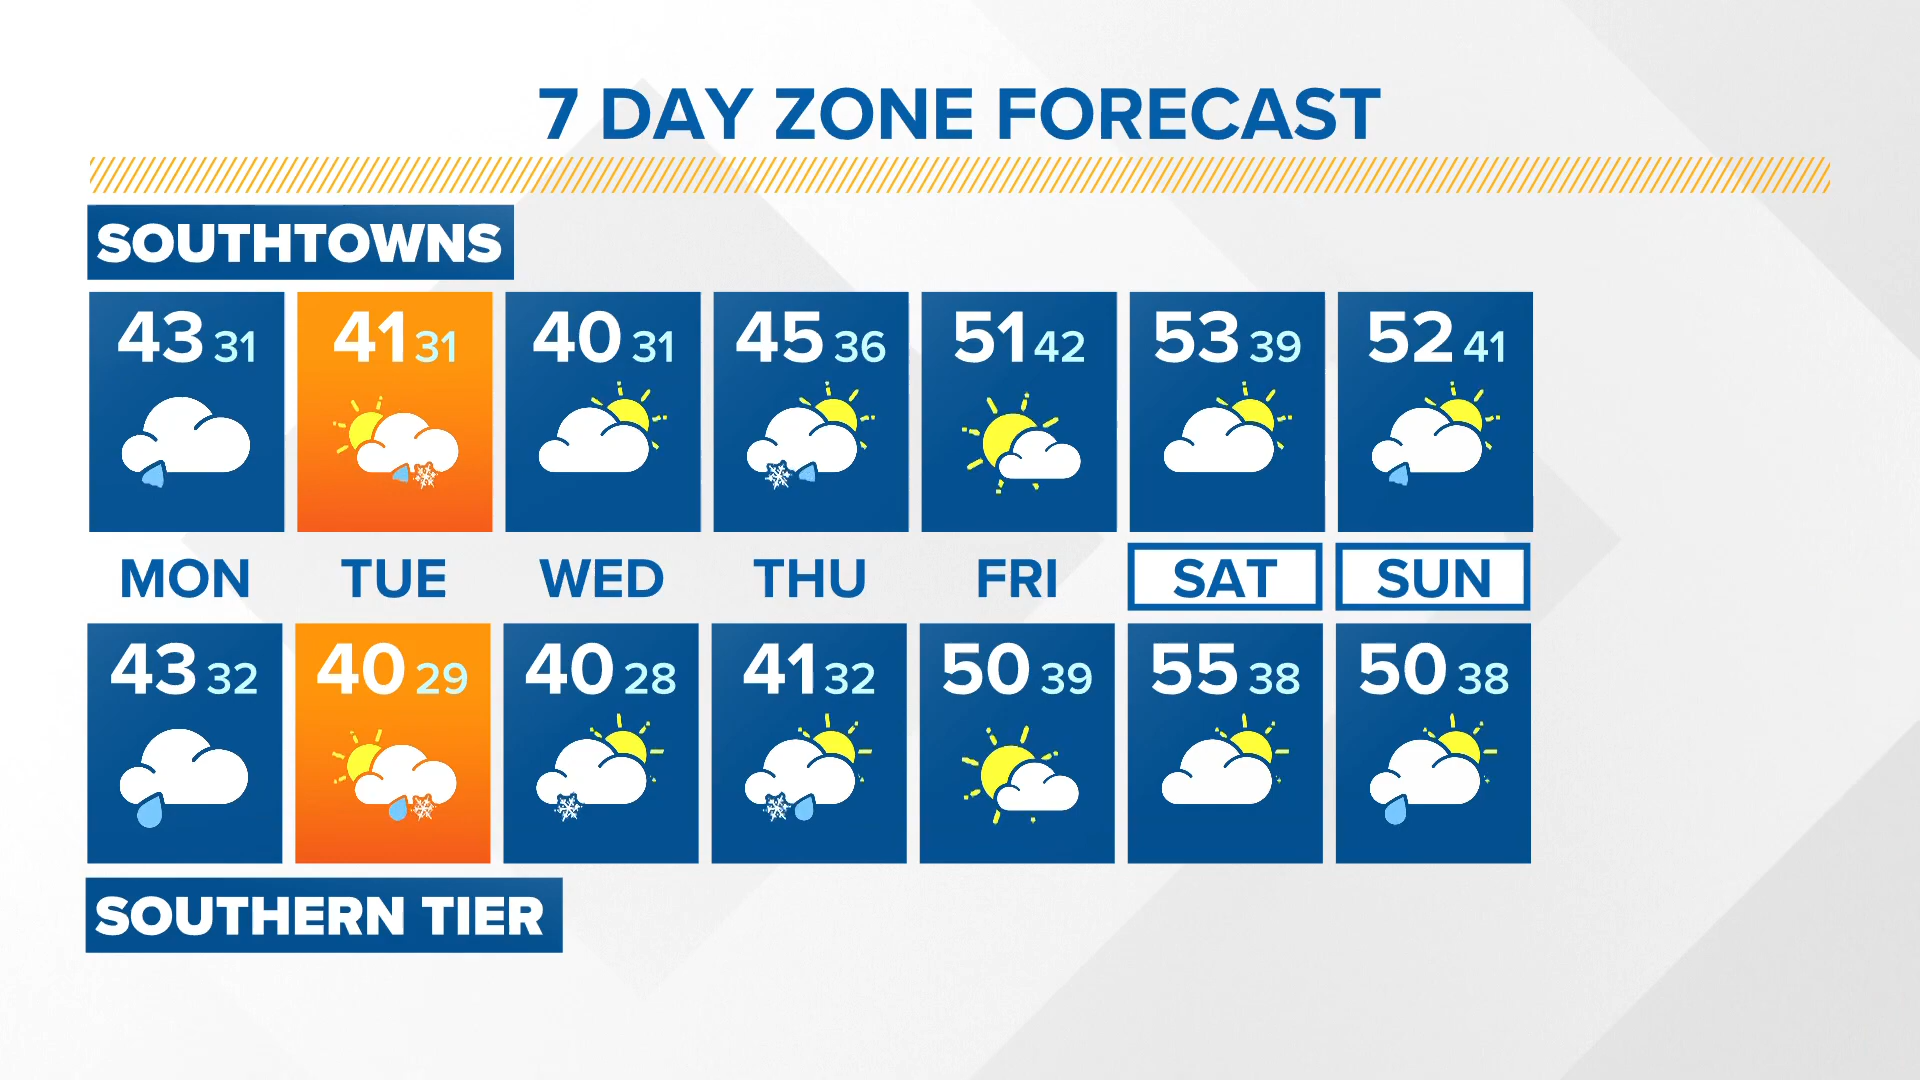 7 DAY ZONE FORECAST
SOUTHTOWNS
43 31 41 31 40 31 45 36 51 42 53 39 52 41
MON TUE WED THU FRI SAT SUN
43 32 40 29 40 28 41 32 50 39 55 38 50 38
SOUTHERN TIER